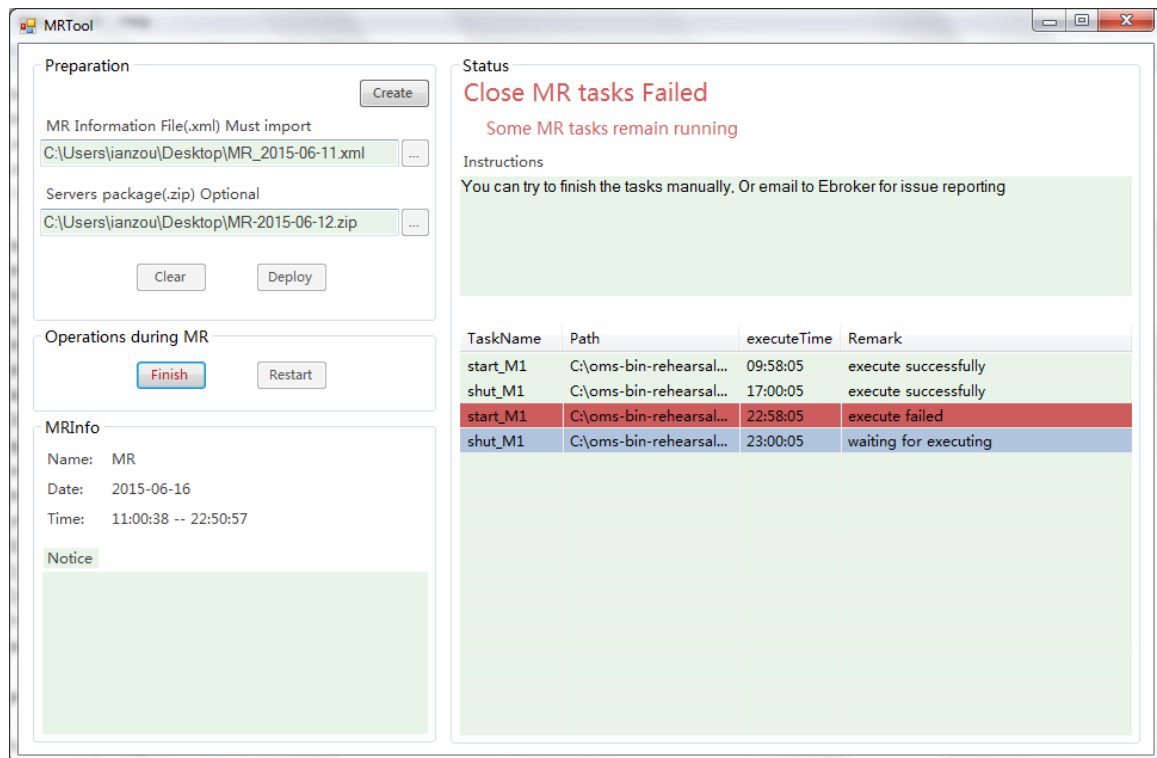 MRTool
Preparation
Create
MR Information File(.xml) Must import
C:\Users\ianzou\Desktop\MR_2015-06-11.xml ...
Servers package(.zip) Optional
C:\Users\ianzou\Desktop\MR-2015-06-12.zip ...
Clear Deploy
Operations during MR
Finish Restart
MRInfo
Name: MR
Date: 2015-06-16
Time: 11:00:38 -- 22:50:57
Notice
Status
Close MR tasks Failed
Some MR tasks remain running
Instructions
You can try to finish the tasks manually, Or email to Ebroker for issue reporting
TaskName Path executeTime Remark
start_M1 C:\oms-bin-rehearsal... 09:58:05 execute successfully
shut_M1 C:\oms-bin-rehearsal... 17:00:05 execute successfully
start_M1 C:\oms-bin-rehearsal... 22:58:05 execute failed
shut_M1 C:\oms-bin-rehearsal... 23:00:05 waiting for executing